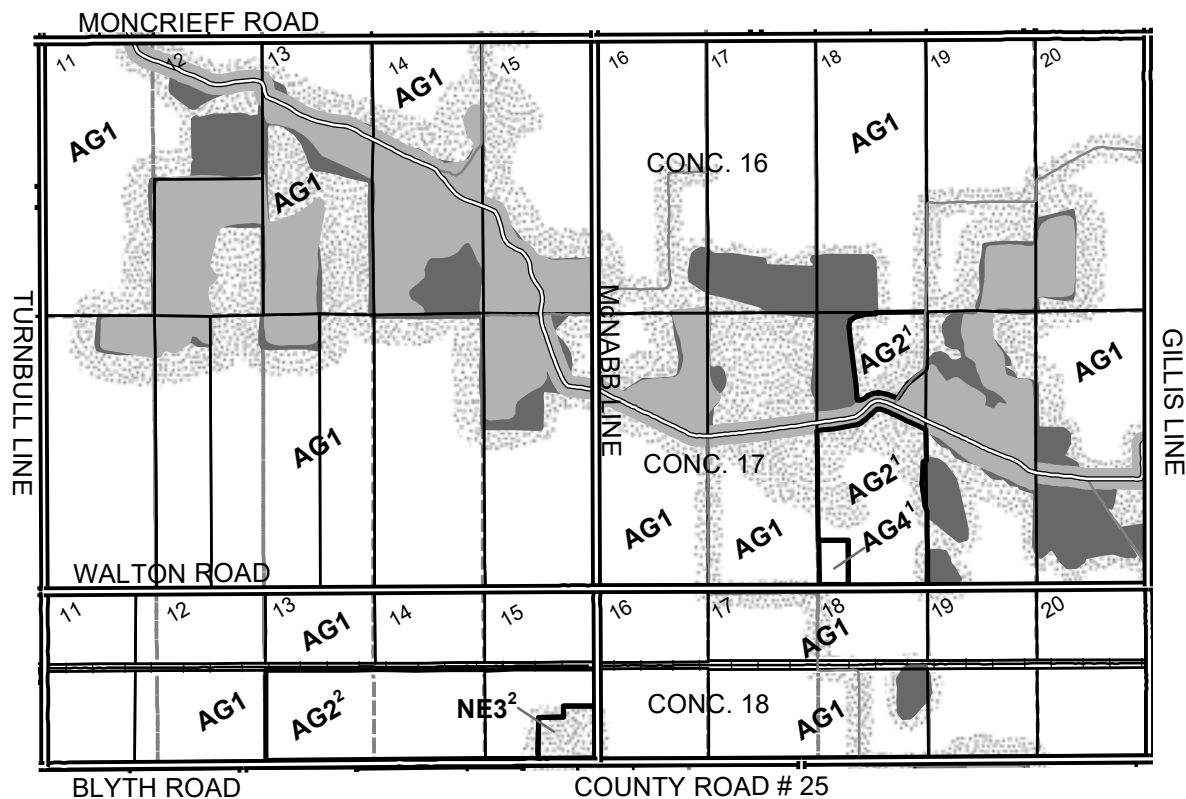 MONCRIEFF ROAD
11
12
13
14
15
16
17
18
19
20
AG1
AG1
AG1
AG1
CONC. 16
TURNBULL LINE
McNABB LINE
GILLIS LINE
AG2¹
AG1
AG1
CONC. 17
AG2¹
AG4¹
AG1
AG1
WALTON ROAD
11
12
13
14
15
16
17
18
19
20
AG1
AG1
AG1
AG2²
NE3²
CONC. 18
AG1
BLYTH ROAD
COUNTY ROAD # 25